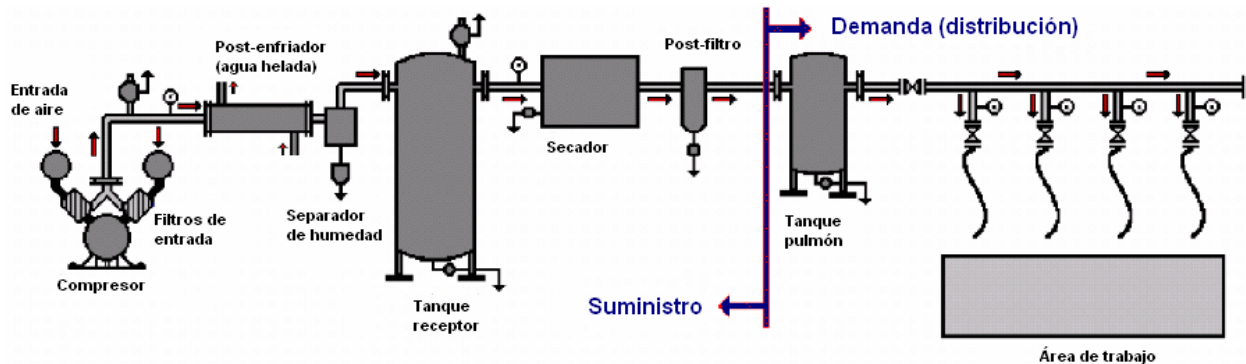 Entrada
de aire
Post-enfriador
(agua helada)
Filtros de
entrada
Compresor
Separador
de humedad
Tanque
receptor
Secador
Post-filtro
Suministro
Demanda (distribución)
Tanque
pulmón
Área de trabajo